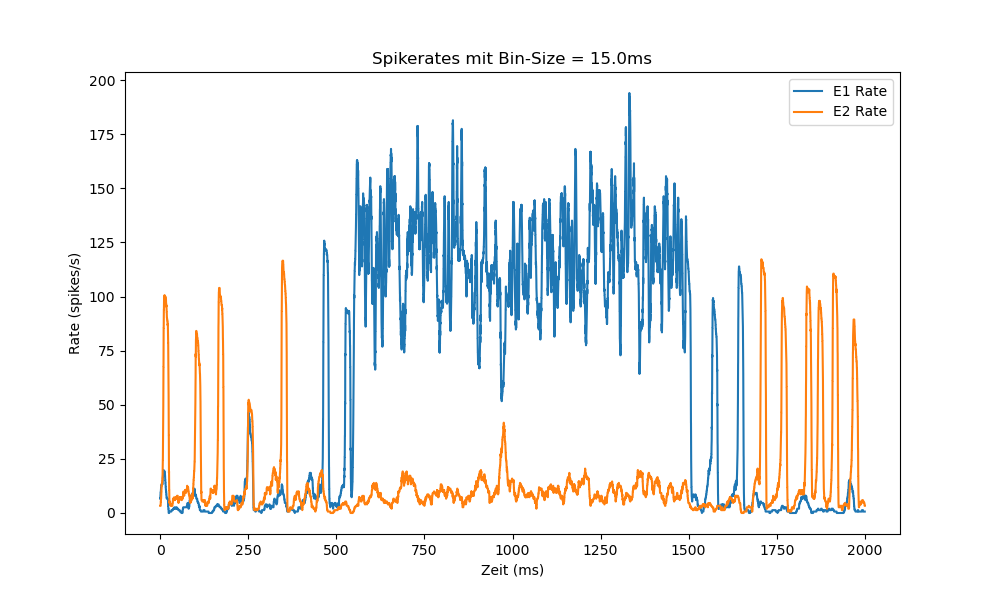 Spikerates mit Bin-Size = 15.0ms
E1 Rate
E2 Rate
200
175
150
125
100
75
50
25
0
Rate (spikes/s)
0 250 500 750 1000 1250 1500 1750 2000
Zeit (ms)